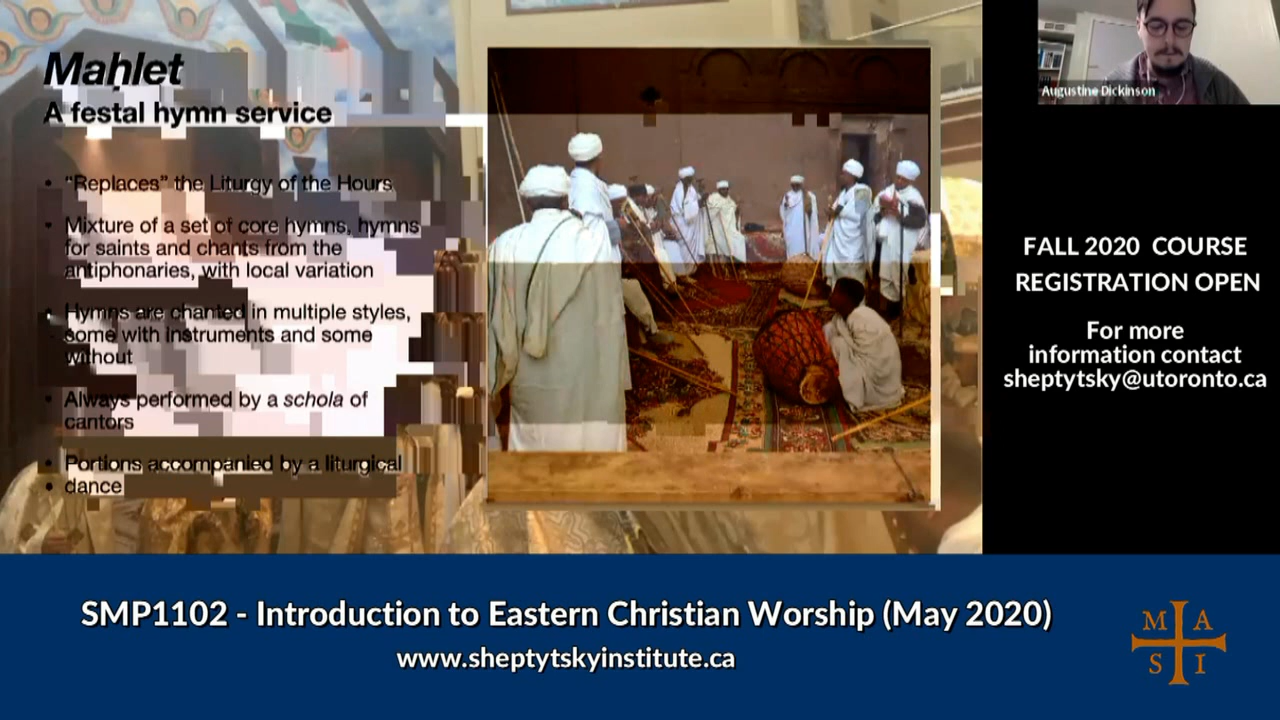 Maḥlet
A festal hymn service
• "Replaces" the Liturgy of the Hours
• Mixture of a set of core hymns, hymns
for saints and chants from the
antiphonaries, with local variation
• Hymns are chanted in multiple styles,
some with instruments and some
without
• Always performed by a schola of
cantors
• Portions accompanied by a liturgical
• dance
Augustine Dickinson
FALL 2020 COURSE
REGISTRATION OPEN
For more
information contact
sheptytsky@utoronto.ca
SMP1102 - Introduction to Eastern Christian Worship (May 2020)
www.sheptytskyinstitute.ca
M A
S I